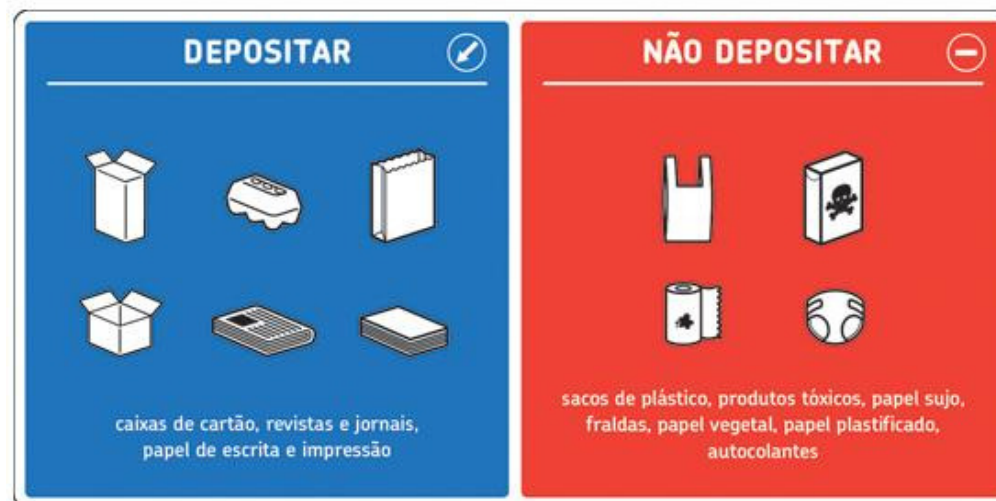 DEPOSITAR
caixas de cartão, revistas e jornais,
papel de escrita e impressão
NÃO DEPOSITAR
sacos de plástico, produtos tóxicos, papel sujo,
fraldas, papel vegetal, papel plastificado,
autocolantes